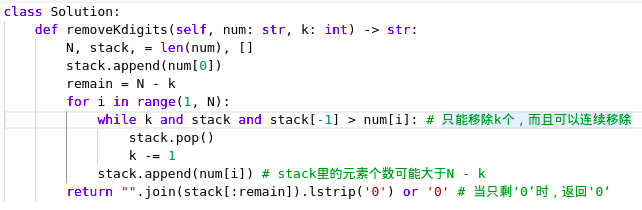 class Solution:
    def removeKdigits(self, num: str, k: int) -> str:
        N, stack, = len(num), []
        stack.append(num[0])
        remain = N - k
        for i in range(1, N):
            while k and stack and stack[-1] > num[i]: # 只能移除k个，而且可以连续移除
                stack.pop()
                k -= 1
            stack.append(num[i]) # stack里的元素个数可能大于N - k
        return "".join(stack[:remain]).lstrip('0') or '0' # 当只剩'0‘时，返回'0‘